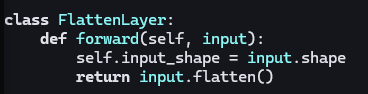 class FlattenLayer:
    def forward(self, input):
        self.input_shape = input.shape
        return input.flatten()